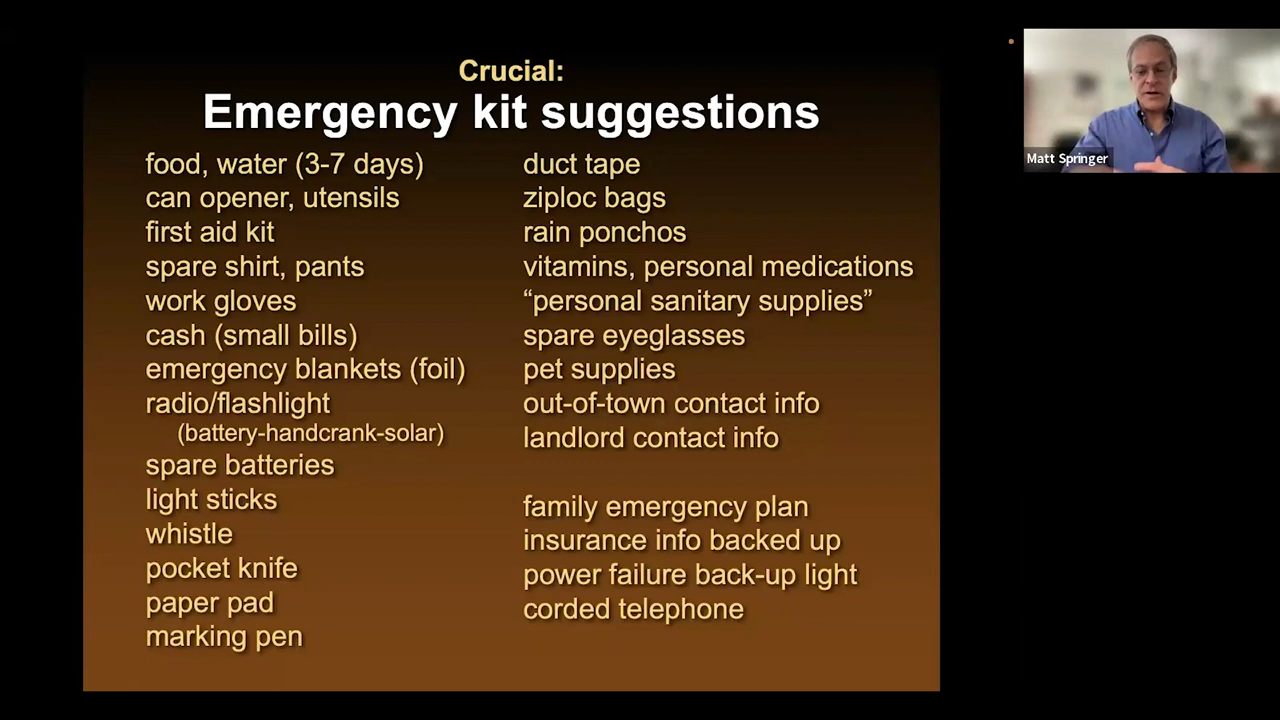 Crucial:
Emergency kit suggestions
food, water (3-7 days)
can opener, utensils
first aid kit
spare shirt, pants
work gloves
cash (small bills)
emergency blankets (foil)
radio/flashlight
(battery-handcrank-solar)
spare batteries
light sticks
whistle
pocket knife
paper pad
marking pen
duct tape
ziploc bags
rain ponchos
vitamins, personal medications
“personal sanitary supplies”
spare eyeglasses
pet supplies
out-of-town contact info
landlord contact info
family emergency plan
insurance info backed up
power failure back-up light
corded telephone
Matt Springer